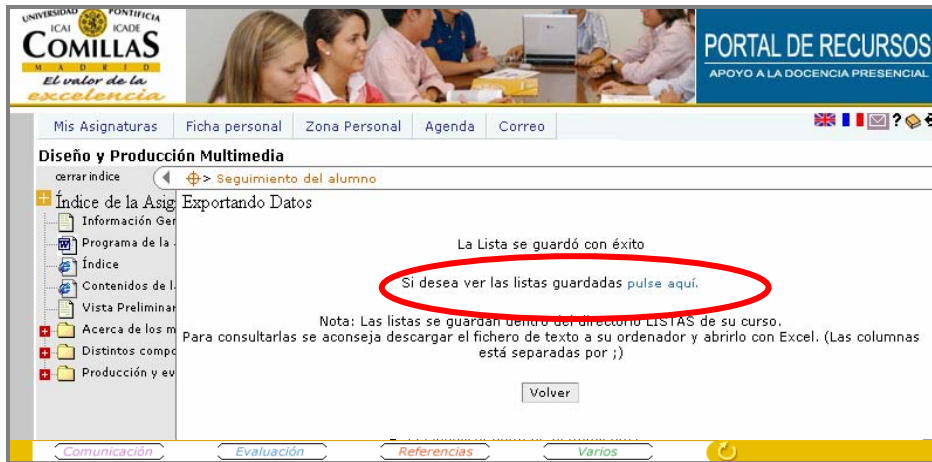 UNIVERSIDAD PONTIFICIA
ICAI ICADE
COMILLAS
MADRID
El valor de la
excelencia
PORTAL DE RECURSOS
APOYO A LA DOCENCIA PRESENCIAL
Mis Asignaturas Ficha personal Zona Personal Agenda Correo
Diseño y Producción Multimedia
cerrar indice > Seguimiento del alumno
Índice de la Asig Exportando Datos
Información Ger
Programa de la
Índice
Contenidos de l
Vista Preliminar
Acerca de los m
Distintos compo
Producción y ev
La Lista se guardó con éxito
Si desea ver las listas guardadas pulse aquí.
Nota: Las listas se guardan dentro del directorio LISTAS de su curso.
Para consultarlas se aconseja descargar el fichero de texto a su ordenador y abrirlo con Excel. (Las columnas
está separadas por ;)
Volver
Comunicación Evaluación Referencias Varios